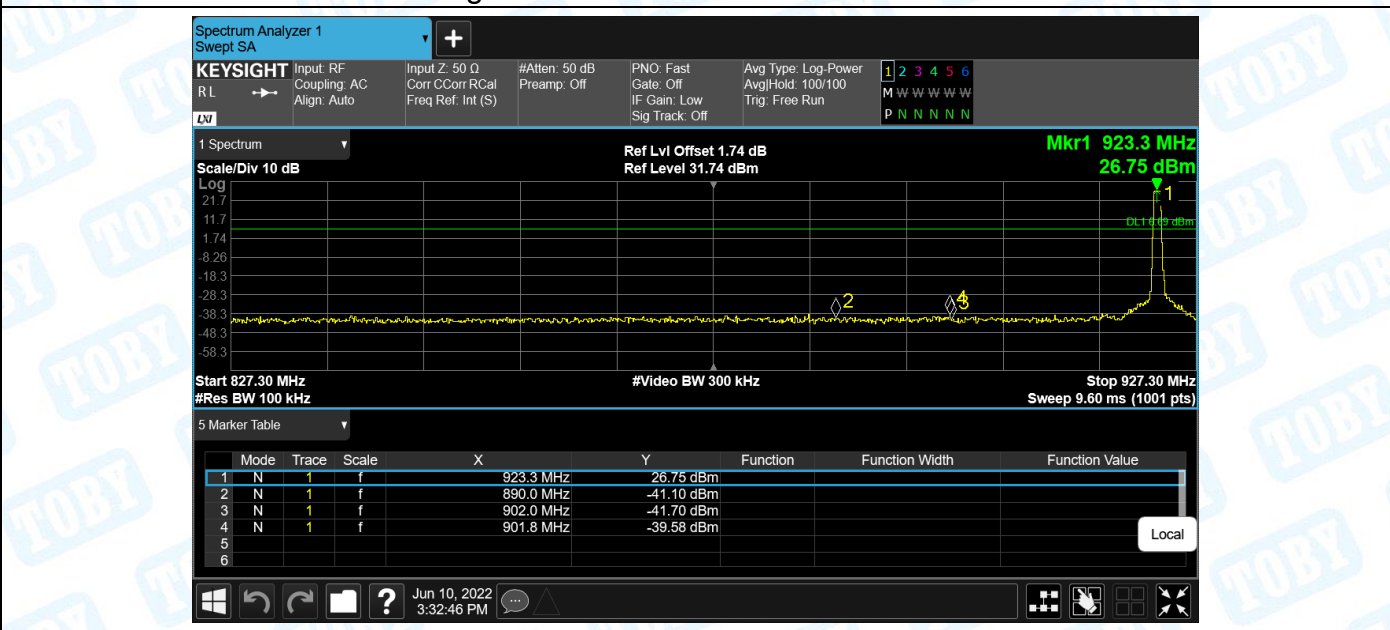 Spectrum Analyzer 1
Swept SA
KEYSIGHT Input: RF Input Z: 50 Ω #Atten: 50 dB PNO: Fast Avg Type: Log-Power 1 2 3 4 5 6
RL Coupling: AC Corr CCorr RCal Preamp: Off Gate: Off Avg|Hold: 100/100 M W W W W W
Align: Auto Freq Ref: Int (S) IF Gain: Low Trig: Free Run
LXI Sig Track: Off P N N N N N
1 Spectrum Ref Lvl Offset 1.74 dB Mkr1 923.3 MHz
Scale/Div 10 dB Ref Level 31.74 dBm 26.75 dBm
Log
1
21.7
11.7
DL1 6.69 dBm
1.74
-8.26
-18.3
-28.3
2 4 3
-38.3
-48.3
-58.3
Start 827.30 MHz #Video BW 300 kHz Stop 927.30 MHz
#Res BW 100 kHz Sweep 9.60 ms (1001 pts)
5 Marker Table
Mode Trace Scale X Y Function Function Width Function Value
1 N 1 f 923.3 MHz 26.75 dBm
2 N 1 f 890.0 MHz -41.10 dBm
3 N 1 f 902.0 MHz -41.70 dBm
4 N 1 f 901.8 MHz -39.58 dBm
5
6
Local
? Jun 10, 2022
3:32:46 PM
TOBY